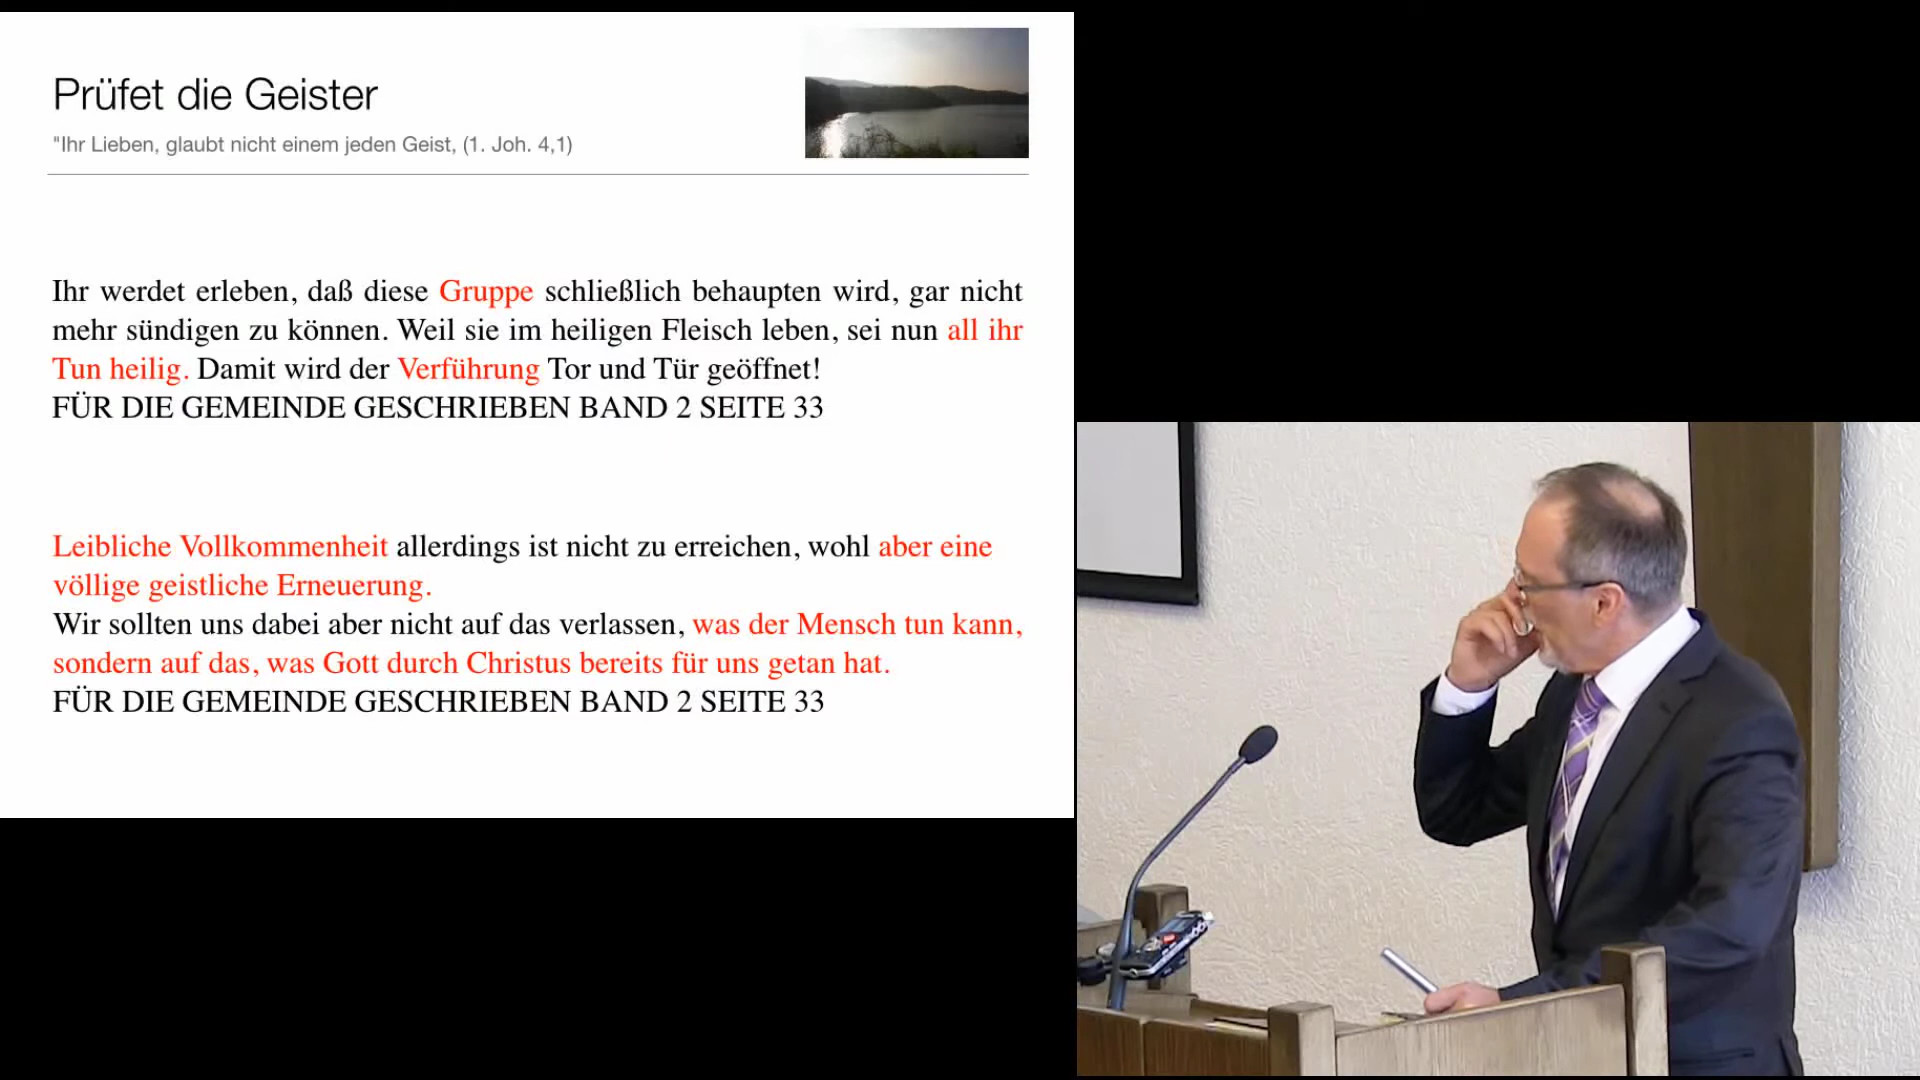 Prüfet die Geister
"Ihr Lieben, glaubt nicht einem jeden Geist, (1. Joh. 4,1)
Ihr werdet erleben, daß diese Gruppe schließlich behaupten wird, gar nicht
mehr sündigen zu können. Weil sie im heiligen Fleisch leben, sei nun all ihr
Tun heilig. Damit wird der Verführung Tor und Tür geöffnet!
FÜR DIE GEMEINDE GESCHRIEBEN BAND 2 SEITE 33
Leibliche Vollkommenheit allerdings ist nicht zu erreichen, wohl aber eine
völlige geistliche Erneuerung.
Wir sollten uns dabei aber nicht auf das verlassen, was der Mensch tun kann,
sondern auf das, was Gott durch Christus bereits für uns getan hat.
FÜR DIE GEMEINDE GESCHRIEBEN BAND 2 SEITE 33